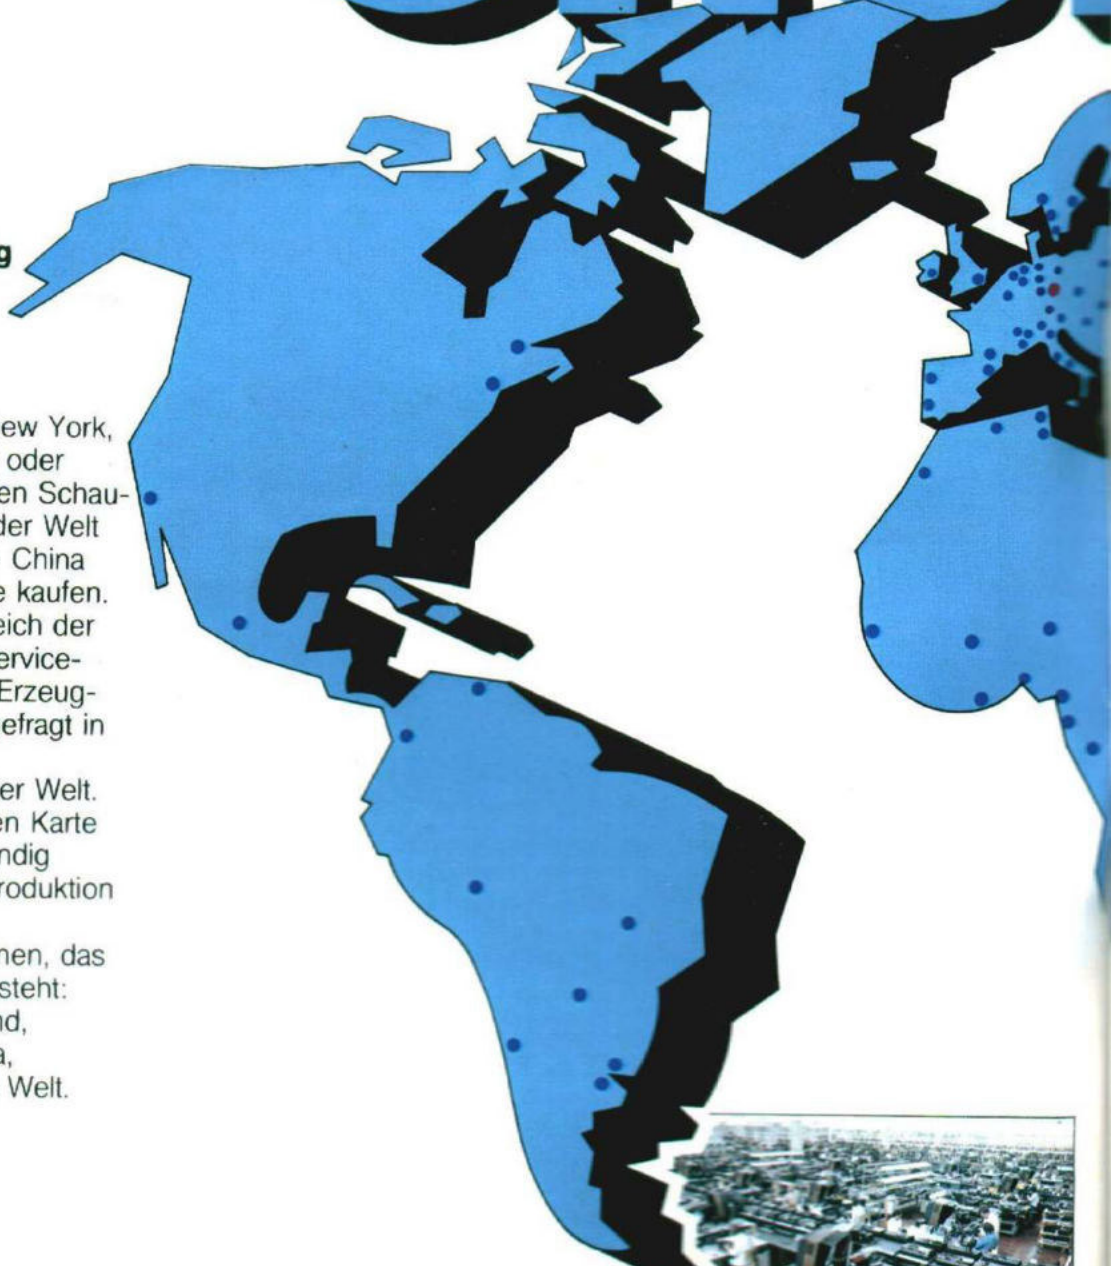 g
ew York,
oder
en Schau-
der Welt
China
e kaufen.
eich der
ervice-
Erzeug-
efragt in
er Welt.
en Karte
ndig
roduktion
nen, das
steht:
nd,
a,
Welt.